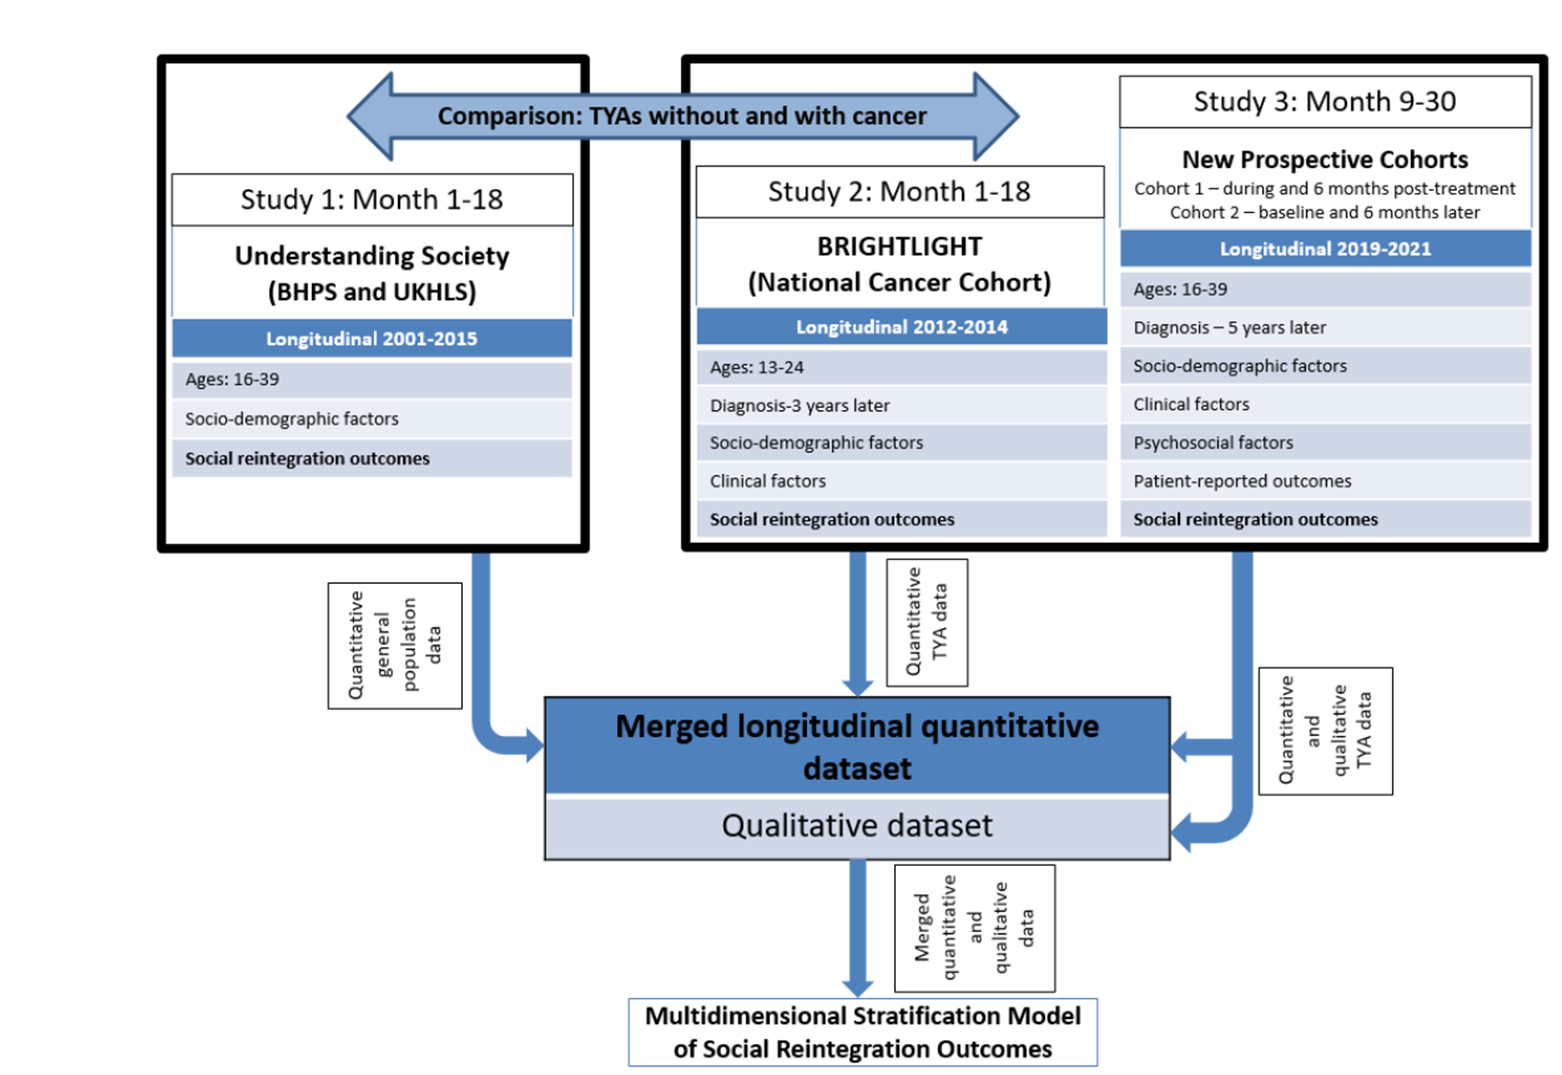 Comparison: TYAs without and with cancer
Study 1: Month 1-18
Understanding Society
(BHPS and UKHLS)
Longitudinal 2001-2015
Ages: 16-39
Socio-demographic factors
Social reintegration outcomes
Study 2: Month 1-18
BRIGHTLIGHT
(National Cancer Cohort)
Longitudinal 2012-2014
Ages: 13-24
Diagnosis-3 years later
Socio-demographic factors
Clinical factors
Social reintegration outcomes
Study 3: Month 9-30
New Prospective Cohorts
Cohort 1 – during and 6 months post-treatment
Cohort 2 – baseline and 6 months later
Longitudinal 2019-2021
Ages: 16-39
Diagnosis – 5 years later
Socio-demographic factors
Clinical factors
Psychosocial factors
Patient-reported outcomes
Social reintegration outcomes
Quantitative
general
population
data
Quantitative
TYA data
Quantitative
and
qualitative
TYA data
Merged longitudinal quantitative
dataset
Qualitative dataset
Merged
quantitative
and
qualitative
data
Multidimensional Stratification Model
of Social Reintegration Outcomes